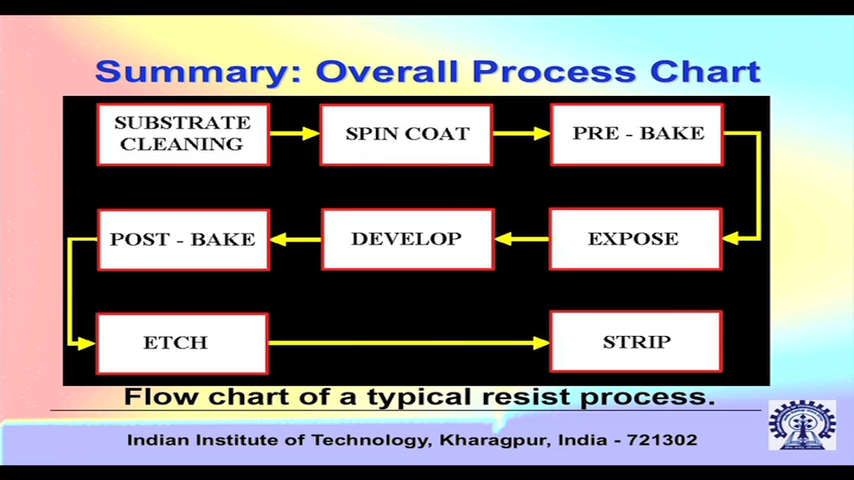 Summary: Overall Process Chart
SUBSTRATE
CLEANING
SPIN COAT
PRE - BAKE
EXPOSE
DEVELOP
POST - BAKE
ETCH
STRIP
Flow chart of a typical resist process.
Indian Institute of Technology, Kharagpur, India - 721302